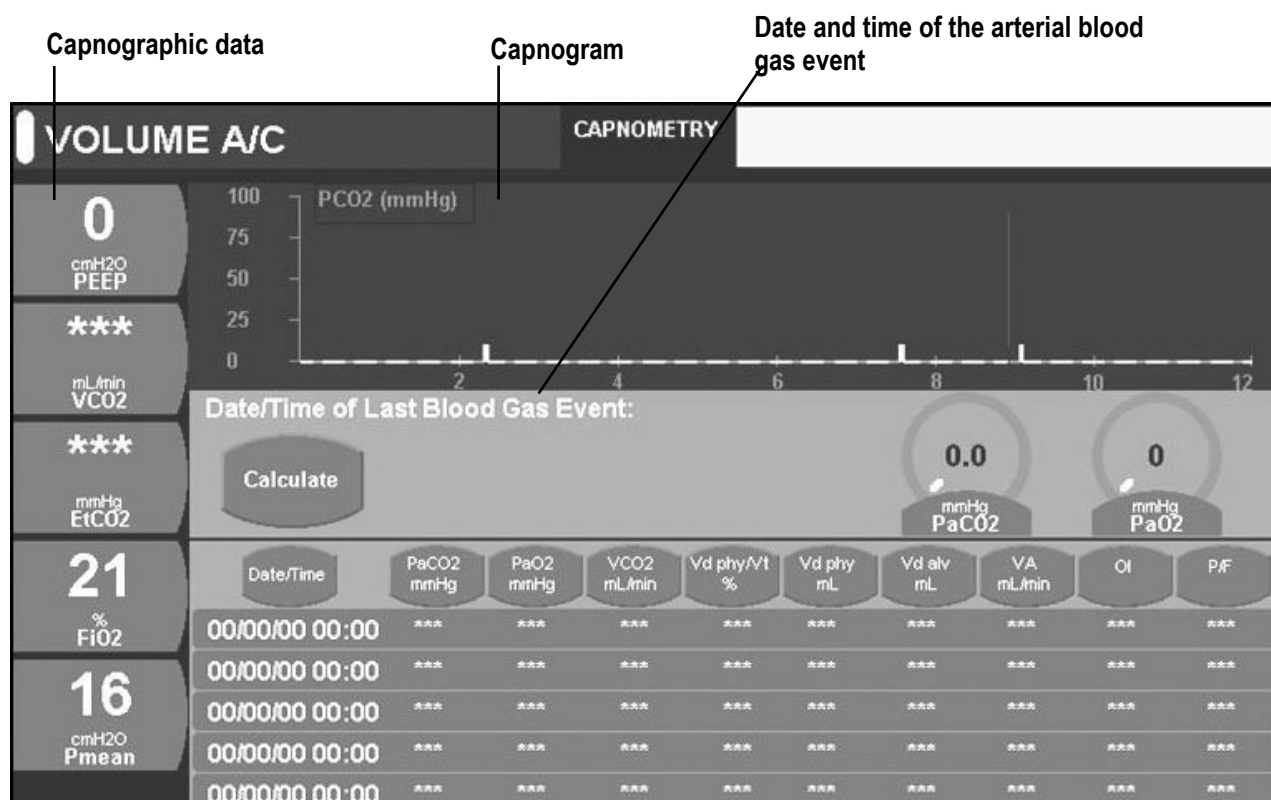 Capnographic data
Capnogram
Date and time of the arterial blood
gas event
VOLUME A/C
CAPNOMETRY
0
cmH2O
PEEP
***
mL/min
VCO2
***
mmHg
EtCO2
21
%
FiO2
16
cmH2O
Pmean
PCO2 (mmHg)
100
75
50
25
0
2 4 6 8 10 12
Date/Time of Last Blood Gas Event:
Calculate
0.0
mmHg
PaCO2
0
mmHg
PaO2
Date/Time PaCO2 PaO2 VCO2 Vd phy/Vt Vd phy Vd alv VA OI P/F
mmHg mmHg mL/min % mL mL mL/min
00/00/00 00:00 *** *** *** *** *** *** *** *** ***
00/00/00 00:00 *** *** *** *** *** *** *** *** ***
00/00/00 00:00 *** *** *** *** *** *** *** *** ***
00/00/00 00:00 *** *** *** *** *** *** *** *** ***
00/00/00 00:00 *** *** *** *** *** *** *** *** ***